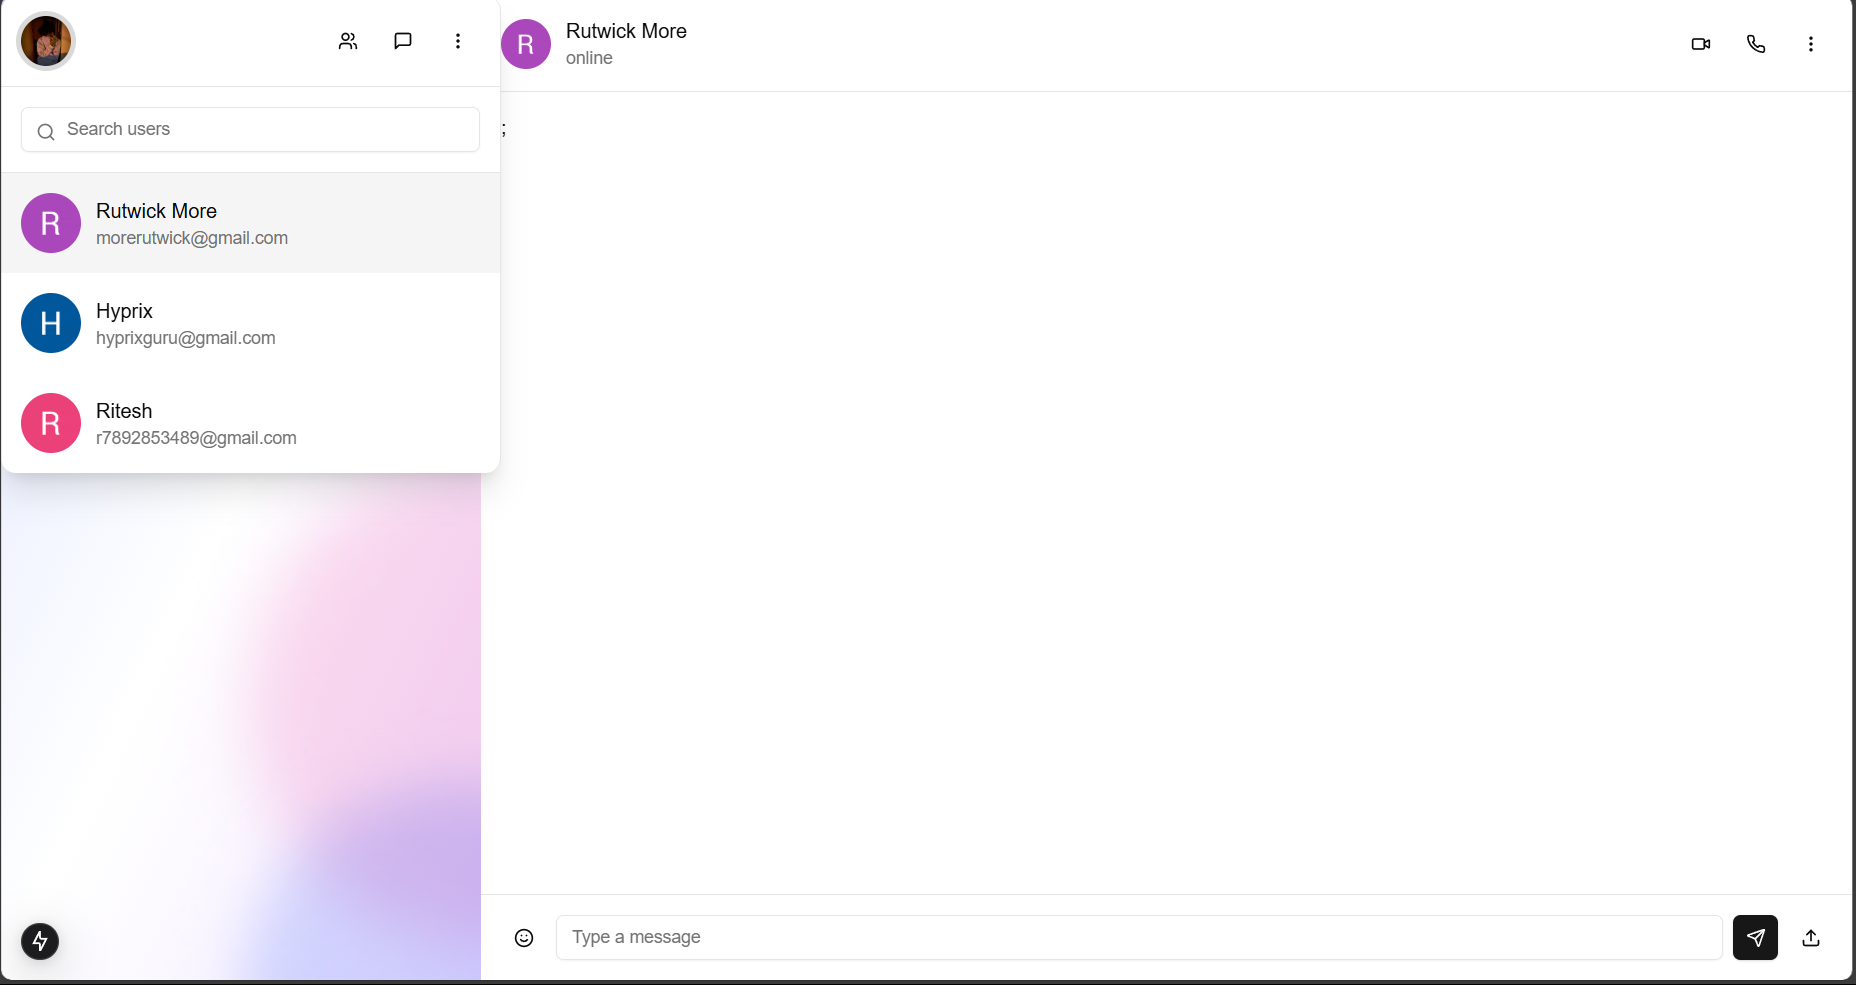 Search users
R
Rutwick More
morerutwick@gmail.com
H
Hyprix
hyprixguru@gmail.com
R
Ritesh
r7892853489@gmail.com
R
Rutwick More
online
;
Type a message